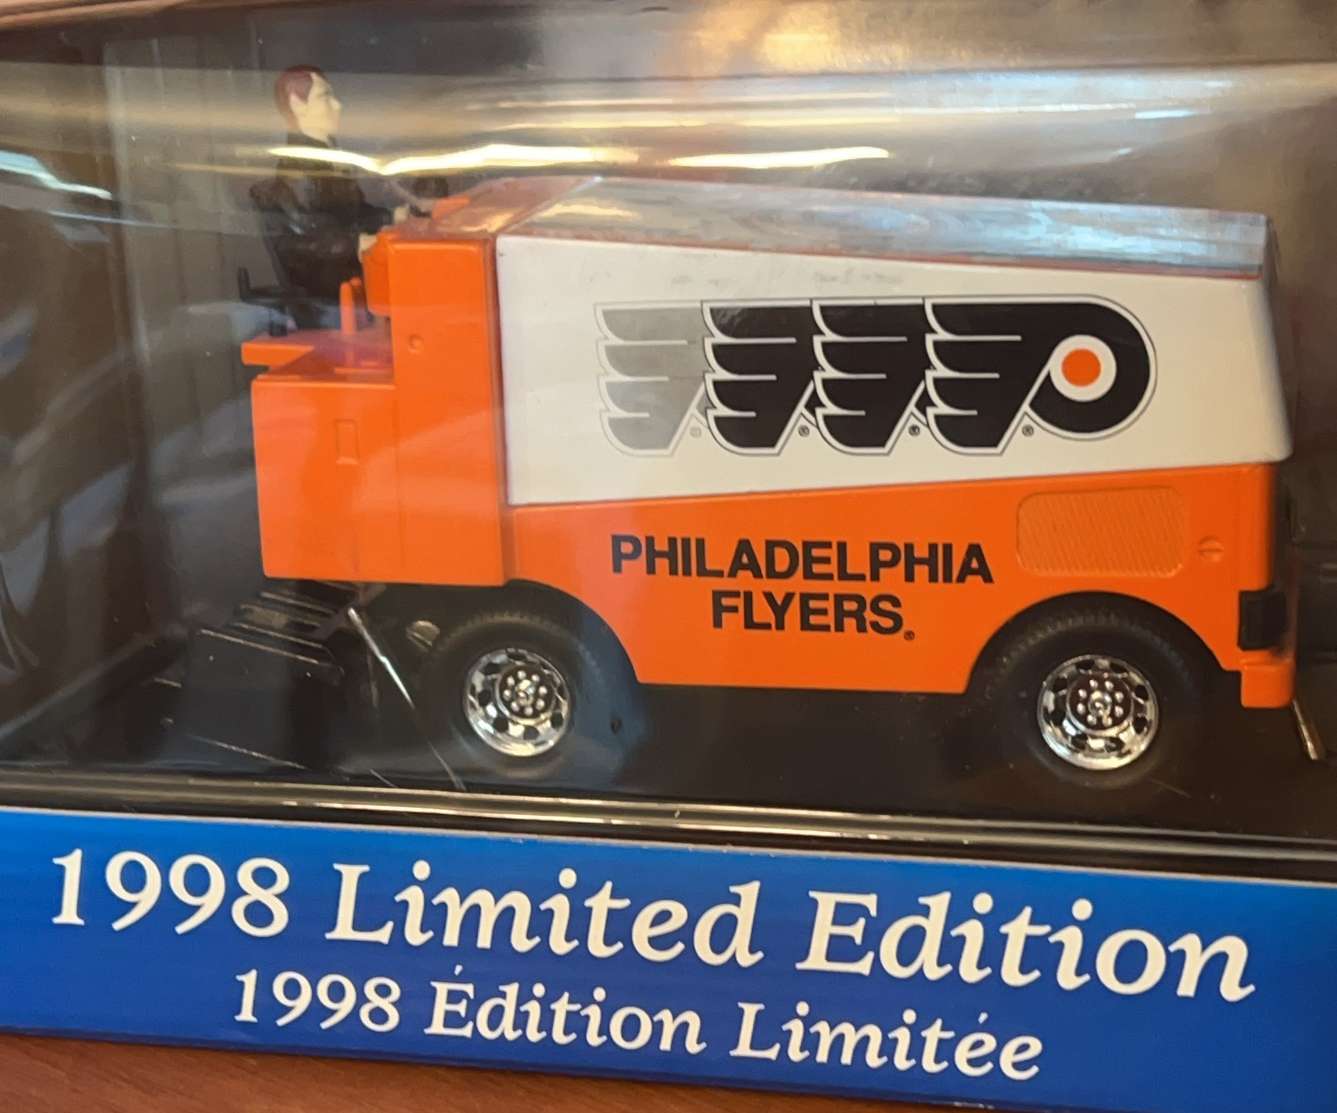 PHILADELPHIA
FLYERS®
1998 Limited Edition
1998 Édition Limitée